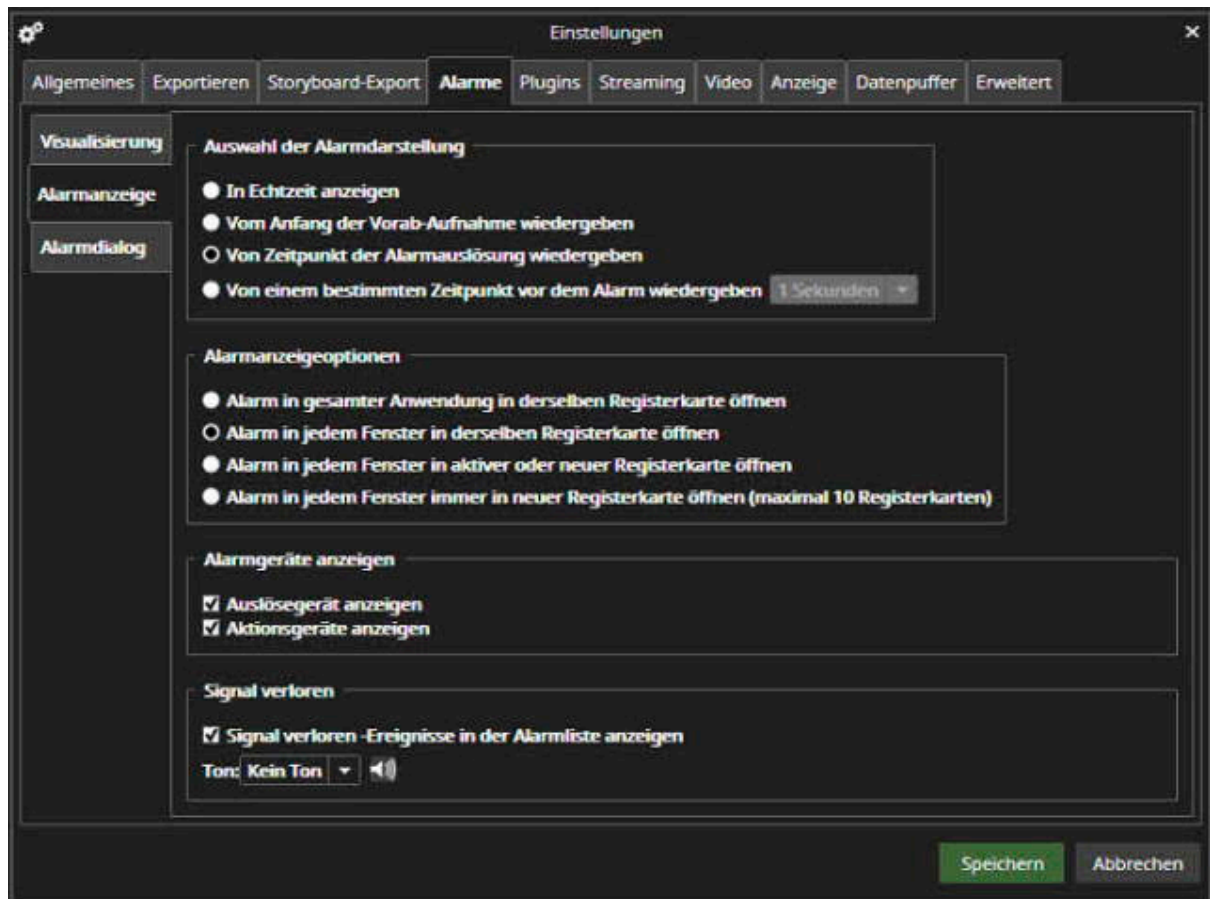 Einstellungen
Allgemeines Exportieren Storyboard-Export Alarme Plugins Streaming Video Anzeige Datenpuffer Erweitert
Visualisierung
Alarmanzeige
Alarmdialog
Auswahl der Alarmdarstellung
In Echtzeit anzeigen
Vom Anfang der Vorab-Aufnahme wiedergeben
Von Zeitpunkt der Alarmauslösung wiedergeben
Von einem bestimmten Zeitpunkt vor dem Alarm wiedergeben 1 Sekunden
Alarmanzeigeoptionen
Alarm in gesamter Anwendung in derselben Registerkarte öffnen
Alarm in jedem Fenster in derselben Registerkarte öffnen
Alarm in jedem Fenster in aktiver oder neuer Registerkarte öffnen
Alarm in jedem Fenster immer in neuer Registerkarte öffnen (maximal 10 Registerkarten)
Alarmgeräte anzeigen
Auslösegerät anzeigen
Aktionsgeräte anzeigen
Signal verloren
Signal verloren -Ereignisse in der Alarmliste anzeigen
Ton: Kein Ton
Speichern Abbrechen